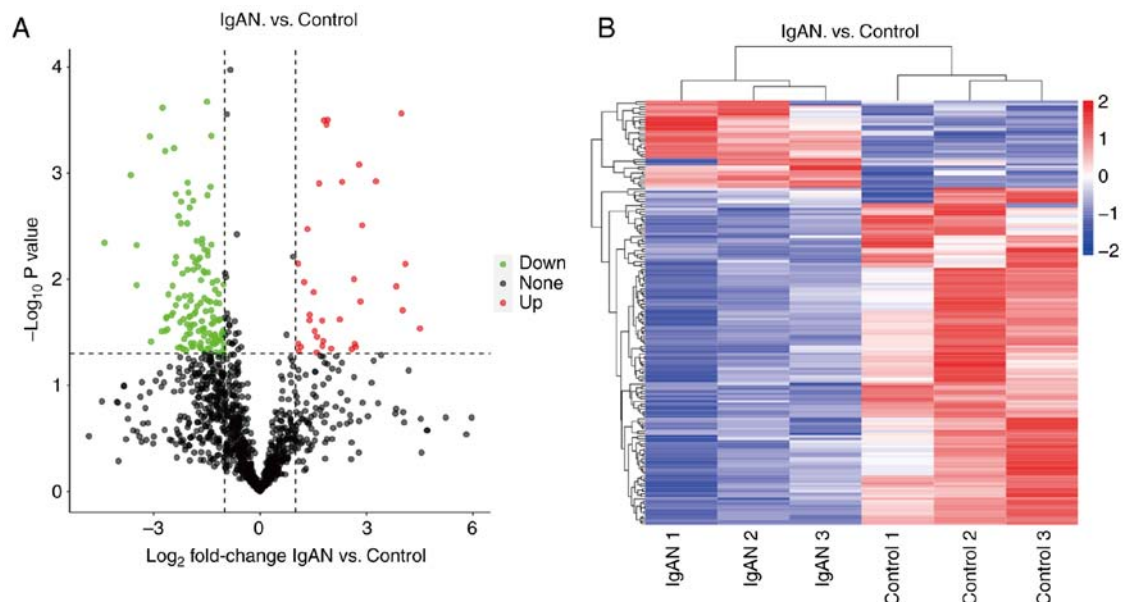 A
IgAN. vs. Control
4
3
2
1
0
−Log10 P value
−3
0
3
6
Log2 fold-change IgAN vs. Control
Down
None
Up
B
IgAN. vs. Control
2
1
0
−1
−2
IgAN 1
IgAN 2
IgAN 3
Control 1
Control 2
Control 3